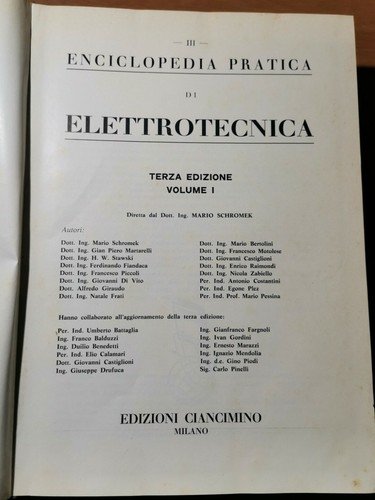 — III —
ENCICLOPEDIA PRATICA
DI
ELETTROTECNICA
TERZA EDIZIONE
VOLUME I
Diretta dal Dott. Ing. MARIO SCHROMEK
Autori:
Dott. Ing. Mario Schromek
Dott. Ing. Gian Piero Martarelli
Dott. Ing. H. W. Stawski
Dott. Ing. Ferdinando Fiandaca
Dott. Ing. Francesco Piccoli
Dott. Ing. Giovanni Di Vito
Dott. Alfredo Giraudo
Dott. Ing. Natale Frati
Dott. Ing. Mario Bertolini
Dott. Ing. Francesco Motolese
Dott. Giovanni Castiglioni
Dott. Ing. Enrico Raimondi
Dott. Ing. Nicola Zabiello
Per. Ind. Antonio Costantini
Per. Ind. Egone Plez
Per. Ind. Prof. Mario Pessina
Hanno collaborato all'aggiornamento della terza edizione:
Per. Ind. Umberto Battaglia
Ing. Franco Balduzzi
Ing. Duilio Benedetti
Per. Ind. Elio Calamari
Dott. Giovanni Castiglioni
Ing. Giuseppe Drufuca
Ing. Gianfranco Fargnoli
Ing. Ivan Gordini
Ing. Ernesto Marazzi
Ing. Ignazio Mendolia
Ing. d.e. Gino Piodi
Sig. Carlo Pinelli
EDIZIONI CIANCIMINO
MILANO